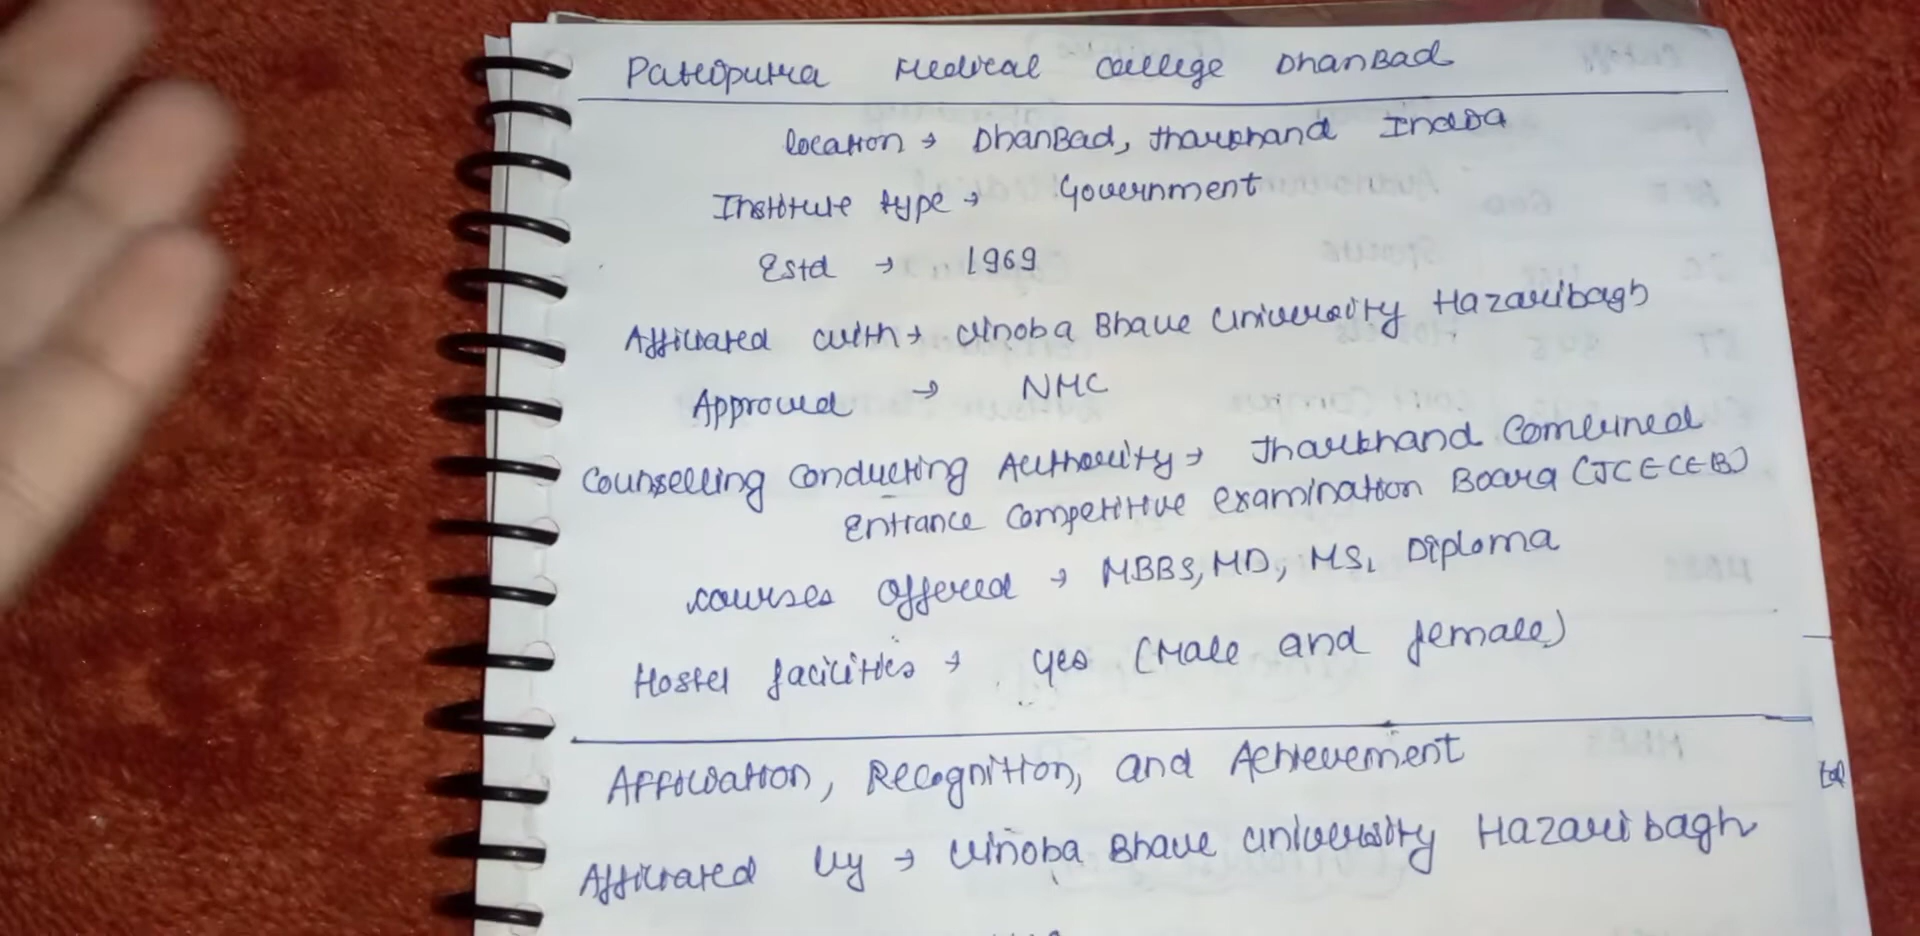 Patliputra Medical College DhanBad
location → DhanBad, Jharkhand India
Institute type → Government
Estd → 1969
Affiliated with → Vinoba Bhave University Hazaribagh
Approved → NMC
Counselling Conducting Authority → Jharkhand Combined
Entrance Competitive examination Board (JCECEB)
courses offered → MBBS, MD, MS, Diploma
Hostel facilities → yes (Male and female)
Affiliation, Recognition, and Achievement
Affiliated by → Vinoba Bhave University Hazaribagh